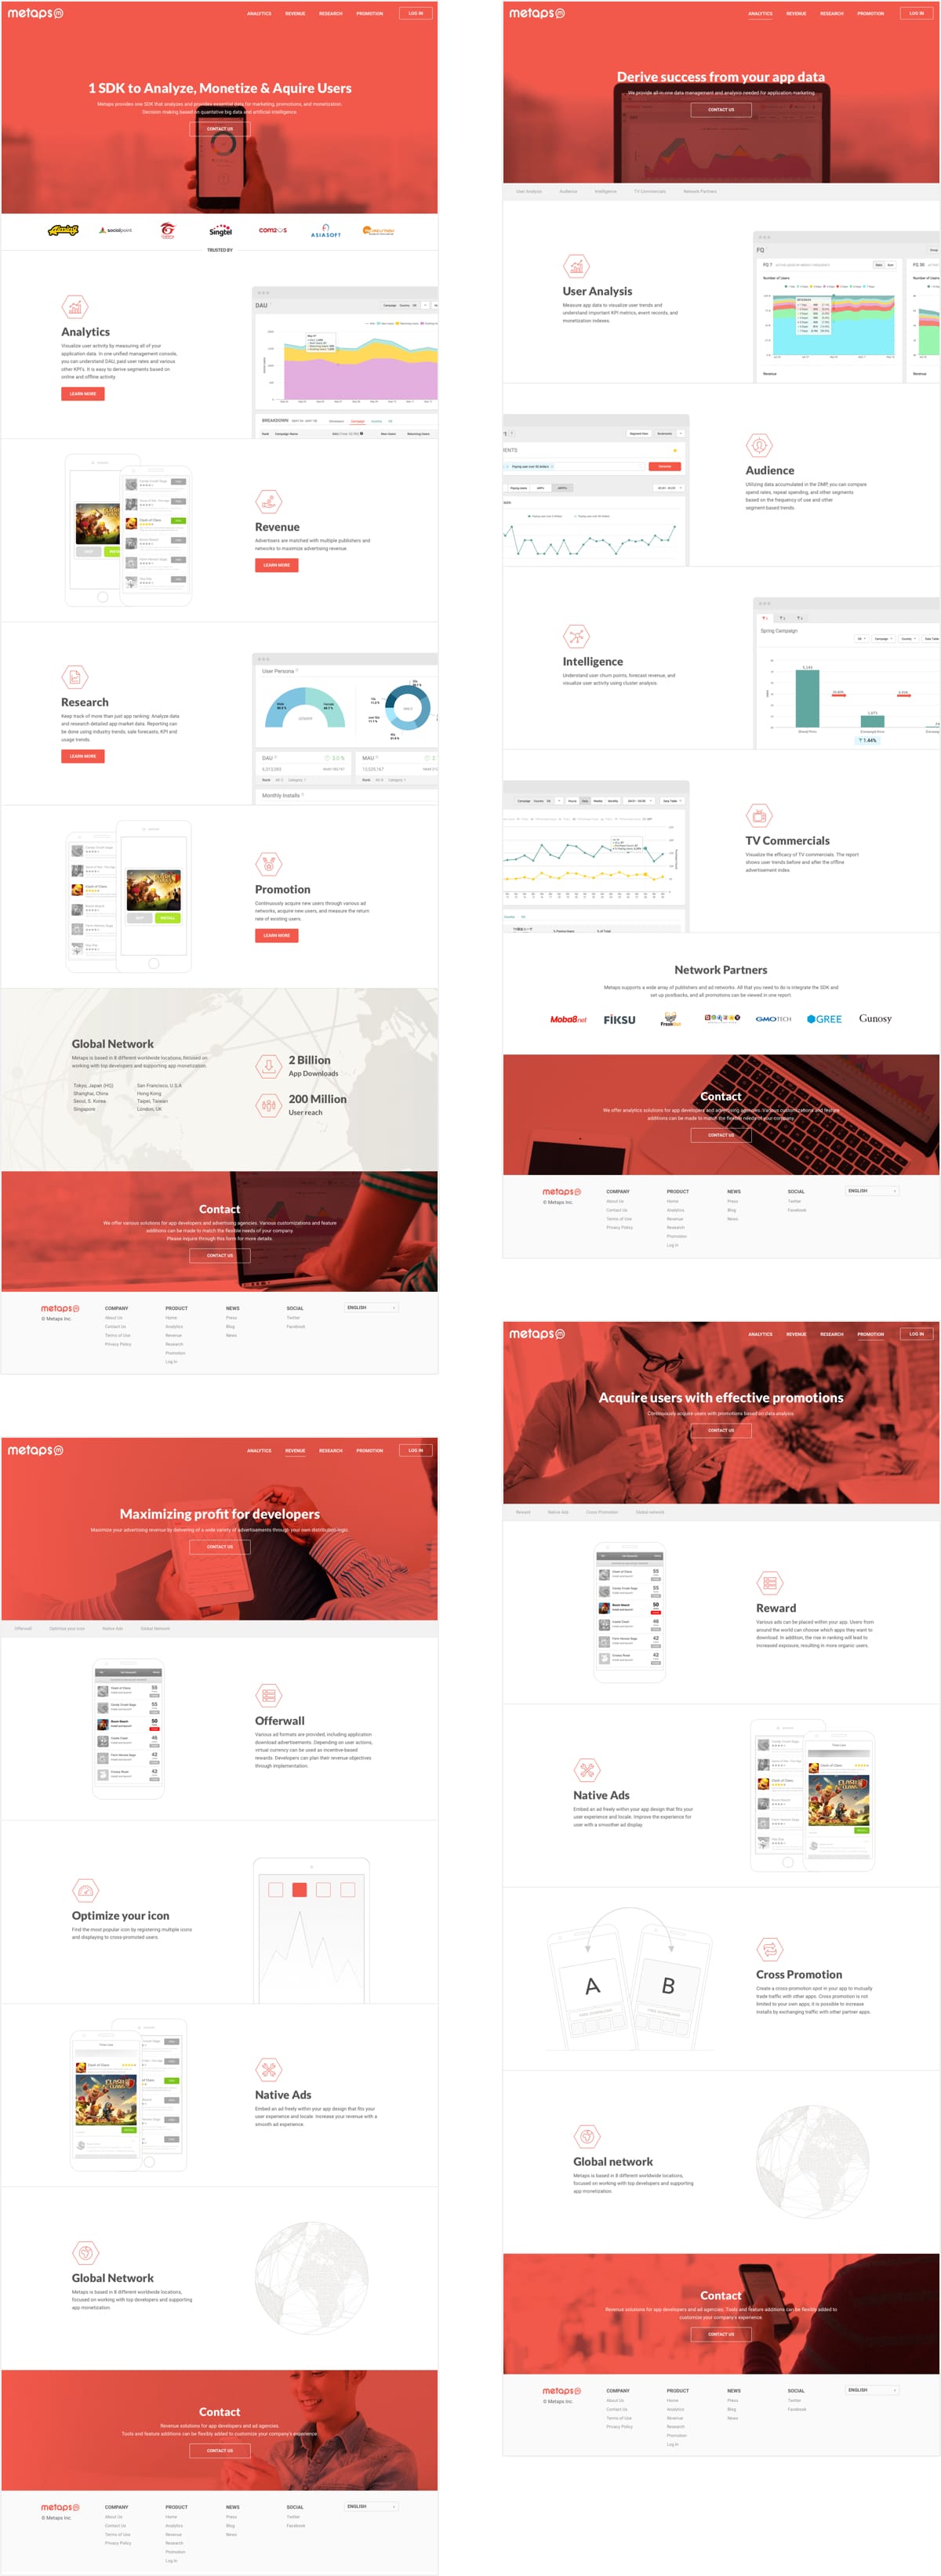 metaps
ANALYTICS REVENUE RESEARCH PROMOTION LOG IN
1 SDK to Analyze, Monetize & Aquire Users
Metaps provides one SDK that analyzes and provides essential data for marketing, promotions, and monetization.
Decision making based on quantative big data and artificial intelligence.
CONTACT US
socialpoint Singtel COM2US ASIASOFT
TRUSTED BY
Analytics
Visualize user activity by measuring all of your
application data. In one unified management console,
you can understand DAU, paid user rates and various
other KPI's. It is easy to derive segments based on
online and offline activity.
LEARN MORE
DAU
BREAKDOWN
Revenue
Advertisers are matched with multiple publishers and
networks to maximize advertising revenue.
LEARN MORE
Research
Keep track of more than just app ranking. Analyze data
and research detailed app market data. Reporting can
be done using industry trends, sale forecasts, KPI and
usage trends.
LEARN MORE
User Persona
DAU
MAU
Monthly Installs
Promotion
Continuously acquire new users through various ad
networks, acquire new users, and measure the return
rate of existing users.
LEARN MORE
Global Network
Metaps is based in 8 different worldwide locations, focused on
working with top developers and supporting app monetization.
Tokyo, Japan (HQ) San Francisco, U.S.A
Shanghai, China Hong Kong
Seoul, S. Korea Taipei, Taiwan
Singapore London, UK
2 Billion
App Downloads
200 Million
User reach
Contact
We offer various solutions for app developers and advertising agencies. Various customizations and feature
additions can be made to match the flexible needs of your company.
Please inquire through this form for more details.
CONTACT US
metaps
© Metaps Inc.
COMPANY
About Us
Contact Us
Terms of Use
Privacy Policy
PRODUCT
Home
Analytics
Revenue
Research
Promotion
Log in
NEWS
Press
Blog
News
SOCIAL
Twitter
Facebook
ENGLISH
metaps
ANALYTICS REVENUE RESEARCH PROMOTION LOG IN
Maximizing profit for developers
Maximize your advertising revenue by delivering of a wide variety of advertisements through your own distribution logic.
CONTACT US
Offerwall Optimize your icon Native Ads Global Network
Offerwall
Various ad formats are provided, including application
download advertisements. Depending on user actions,
virtual currency can be used as incentive-based
rewards. Developers can plan their revenue objectives
through implementation.
Optimize your icon
Find the most popular icon by registering multiple icons
and displaying to cross-promoted users.
Native Ads
Embed an ad freely within your app design that fits your
user experience and locale. Increase your revenue with a
smooth ad experience.
Global Network
Metaps is based in 8 different worldwide locations,
focused on working with top developers and supporting
app monetization.
Contact
Revenue solutions for app developers and ad agencies.
Tools and feature additions can be flexibly added to customize your company's experience.
CONTACT US
metaps
© Metaps Inc.
COMPANY
About Us
Contact Us
Terms of Use
Privacy Policy
PRODUCT
Home
Analytics
Revenue
Research
Promotion
Log in
NEWS
Press
Blog
News
SOCIAL
Twitter
Facebook
ENGLISH
metaps
ANALYTICS REVENUE RESEARCH PROMOTION LOG IN
Derive success from your app data
We provide all-in-one data management and analysis needed for application marketing.
CONTACT US
User Analysis Audience Intelligence TV Commercials Network Partners
User Analysis
Measure app data to visualize user trends and
understand important KPI metrics, event records, and
monetization indexes.
FQ
FQ 7
FQ 30
Number of Users
Revenue
Audience
Utilizing data accumulated in the DMP, you can compare
spend rates, repeat spending, and other segments
based on the frequency of use and other
segment-based trends.
Intelligence
Understand user churn points, forecast revenue, and
visualize user activity using cluster analysis.
Spring Campaign
1.44%
TV Commercials
Visualize the efficacy of TV commercials. The report
shows user trends before and after the offline
advertisement index.
Network Partners
Metaps supports a wide array of publishers and ad networks. All that you need to do is integrate the SDK and
set up postbacks, and all promotions can be viewed in one report.
FIKSU GMOTECH GREE Gunosy
Contact
We offer analytics solutions for app developers and advertising agencies. Various customizations and feature
additions can be made to match the flexible needs of your company.
CONTACT US
metaps
© Metaps Inc.
COMPANY
About Us
Contact Us
Terms of Use
Privacy Policy
PRODUCT
Home
Analytics
Revenue
Research
Promotion
Log in
NEWS
Press
Blog
News
SOCIAL
Twitter
Facebook
ENGLISH
metaps
ANALYTICS REVENUE RESEARCH PROMOTION LOG IN
Acquire users with effective promotions
Continuously acquire users with promotions based on data analysis.
CONTACT US
Reward Native Ads Cross Promotion Global network
Reward
Various ads can be placed within your app. Users from
around the world can choose which apps they want to
download. In addition, the rise in ranking will lead to
increased exposure, resulting in more organic users.
Native Ads
Embed an ad freely within your app design that fits your
user experience and locale. Improve the experience for
user with a smoother ad display.
A B
Cross Promotion
Create a cross-promotion spot in your app to mutually
trade traffic with other apps. Cross promotion is not
limited to your own apps, it is possible to increase
installs by exchanging traffic with other partner apps.
Global network
Metaps is based in 8 different worldwide locations,
focused on working with top developers and supporting
app monetization.
Contact
Revenue solutions for app developers and ad agencies. Tools and feature additions can be flexibly added to
customize your company's experience.
CONTACT US
metaps
© Metaps Inc.
COMPANY
About Us
Contact Us
Terms of Use
Privacy Policy
PRODUCT
Home
Analytics
Revenue
Research
Promotion
Log in
NEWS
Press
Blog
News
SOCIAL
Twitter
Facebook
ENGLISH